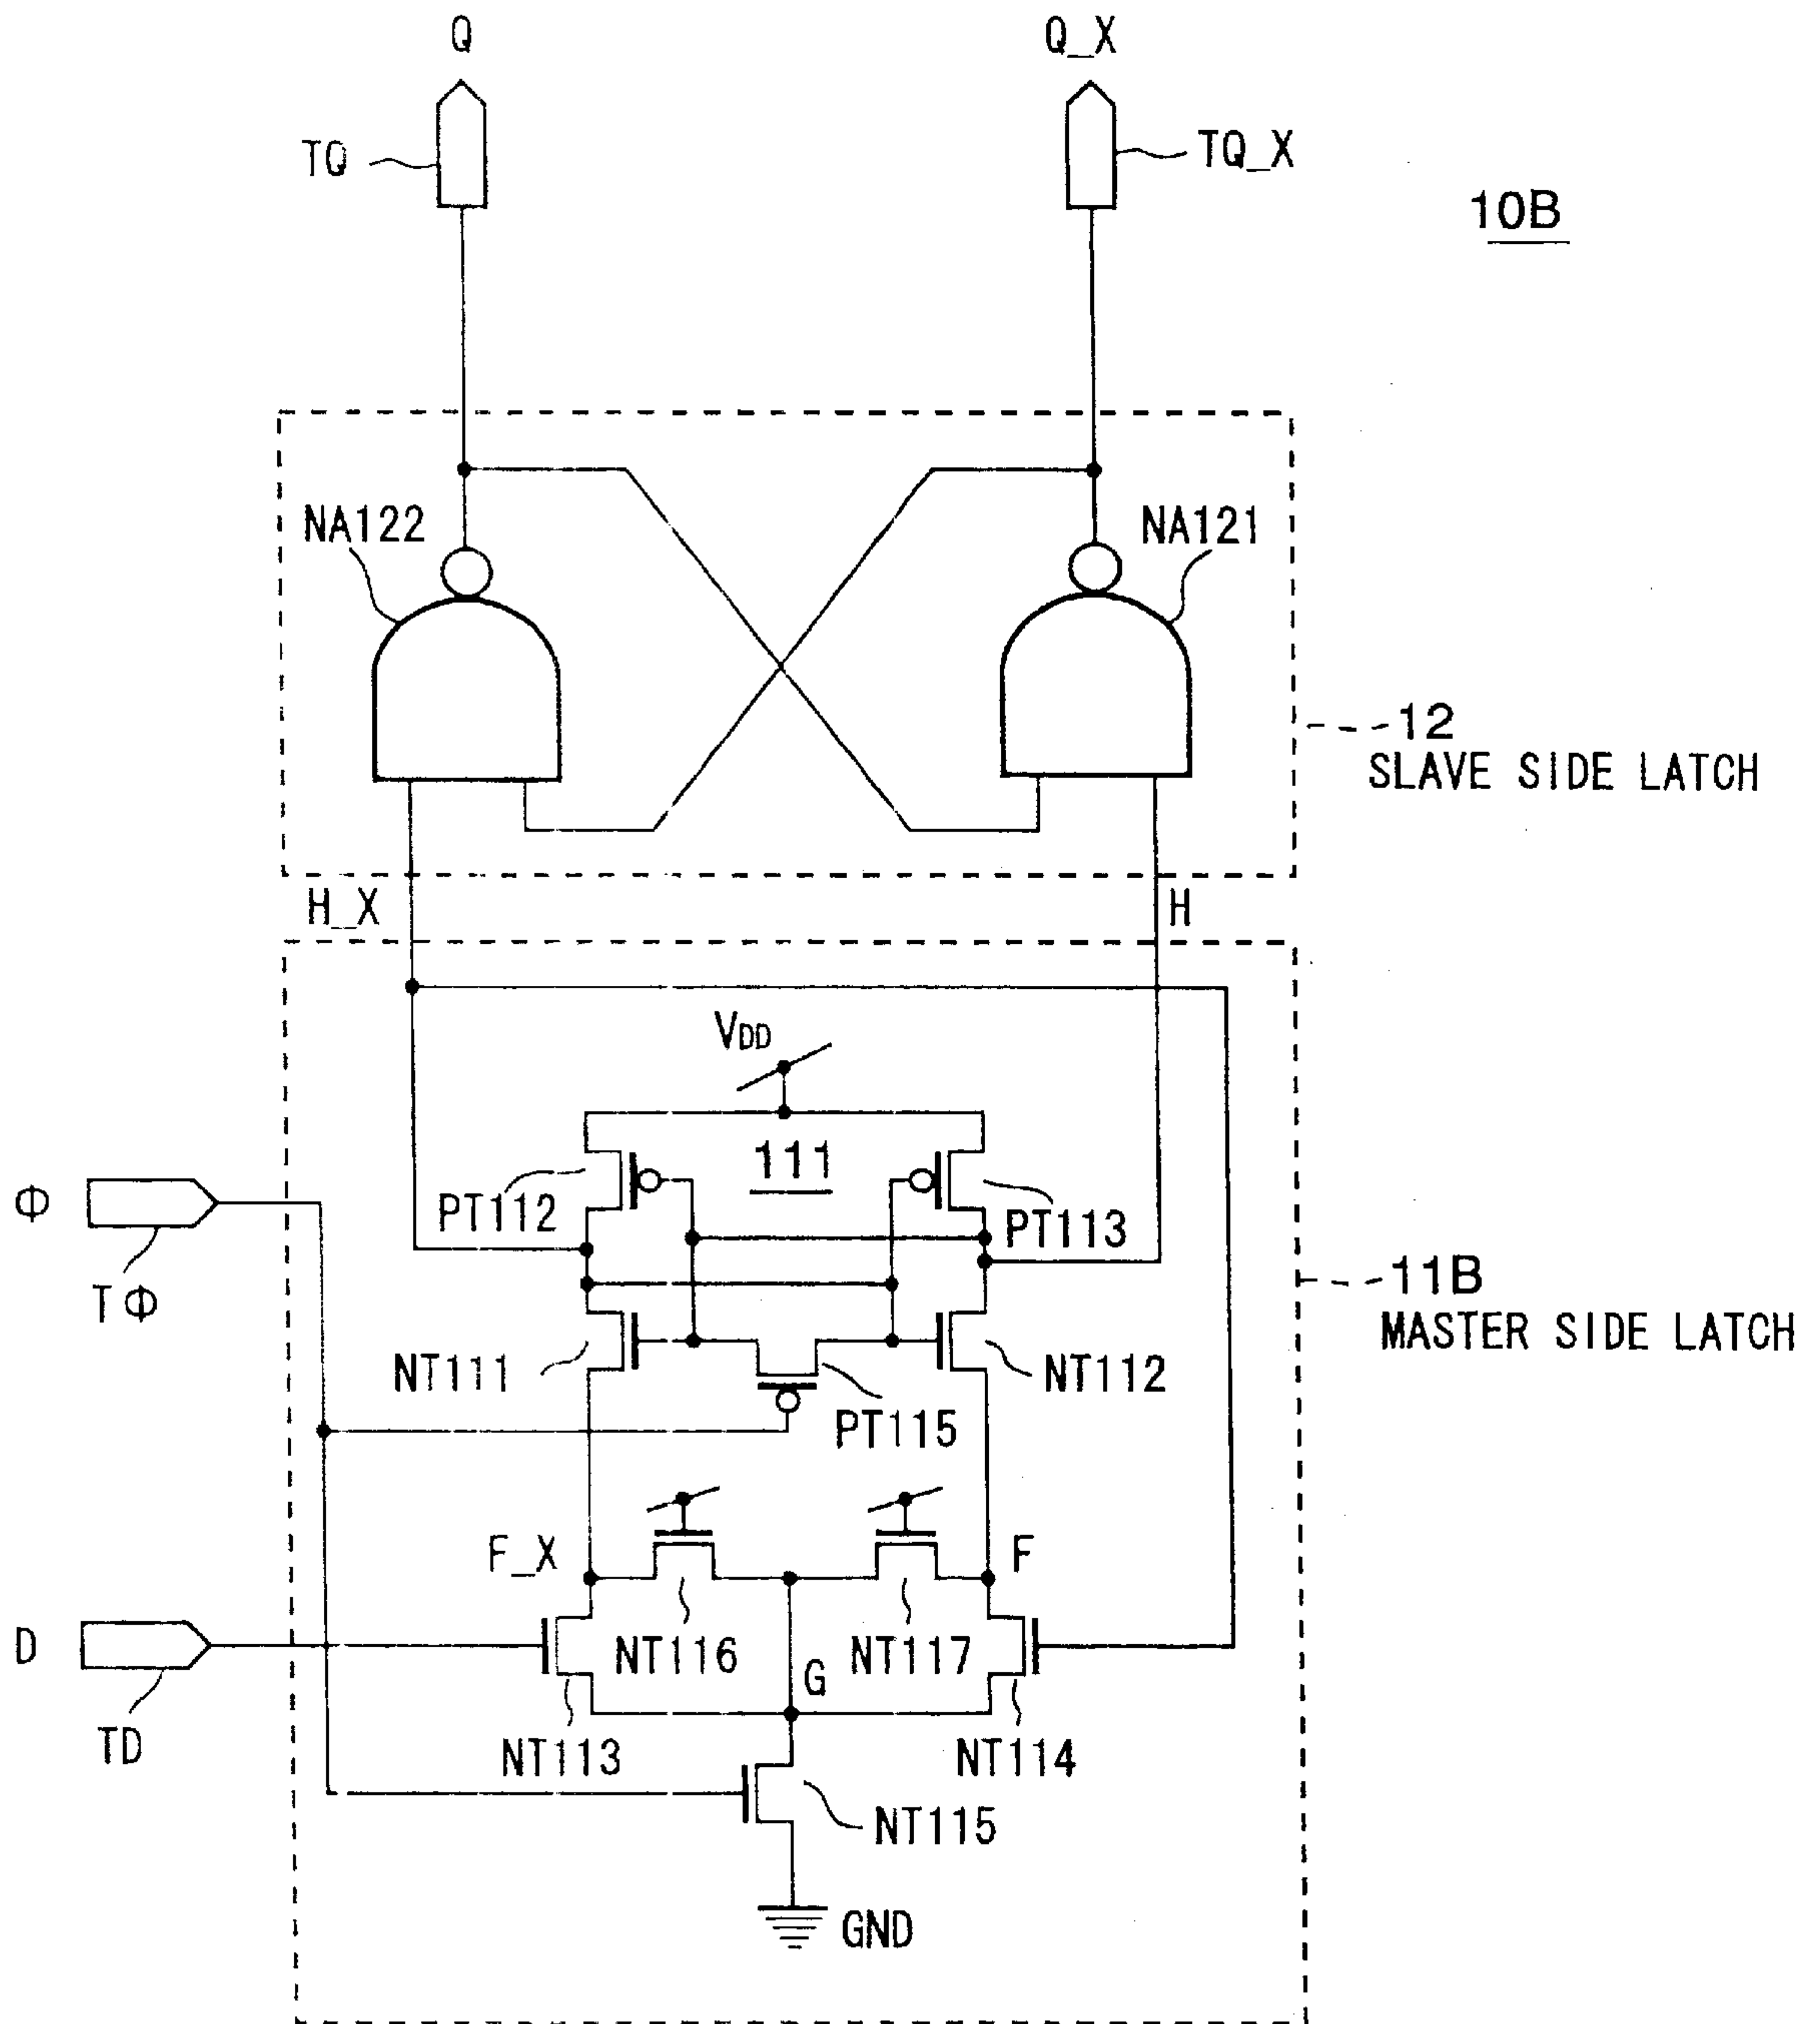 Q
Q_X
TQ
TQ_X
10B
NA122
NA121
12
SLAVE SIDE LATCH
H_X
H
VDD
111
PT112
PT113
Φ
TΦ
11B
MASTER SIDE LATCH
NT111
NT112
PT115
F_X
F
D
NT116
NT117
G
TD
NT113
NT114
NT115
GND